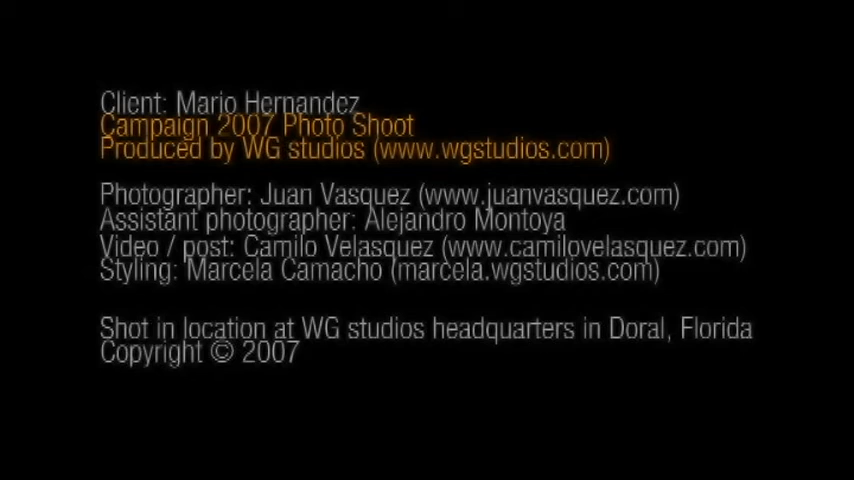 Client: Mario Hernandez
Campaign 2007 Photo Shoot
Produced by WG studios (www.wgstudios.com)
Photographer: Juan Vasquez (www.juanvasquez.com)
Assistant photographer: Alejandro Montoya
Video / post: Camilo Velasquez (www.camilovelasquez.com)
Styling: Marcela Camacho (marcela.wgstudios.com)
Shot in location at WG studios headquarters in Doral, Florida
Copyright © 2007